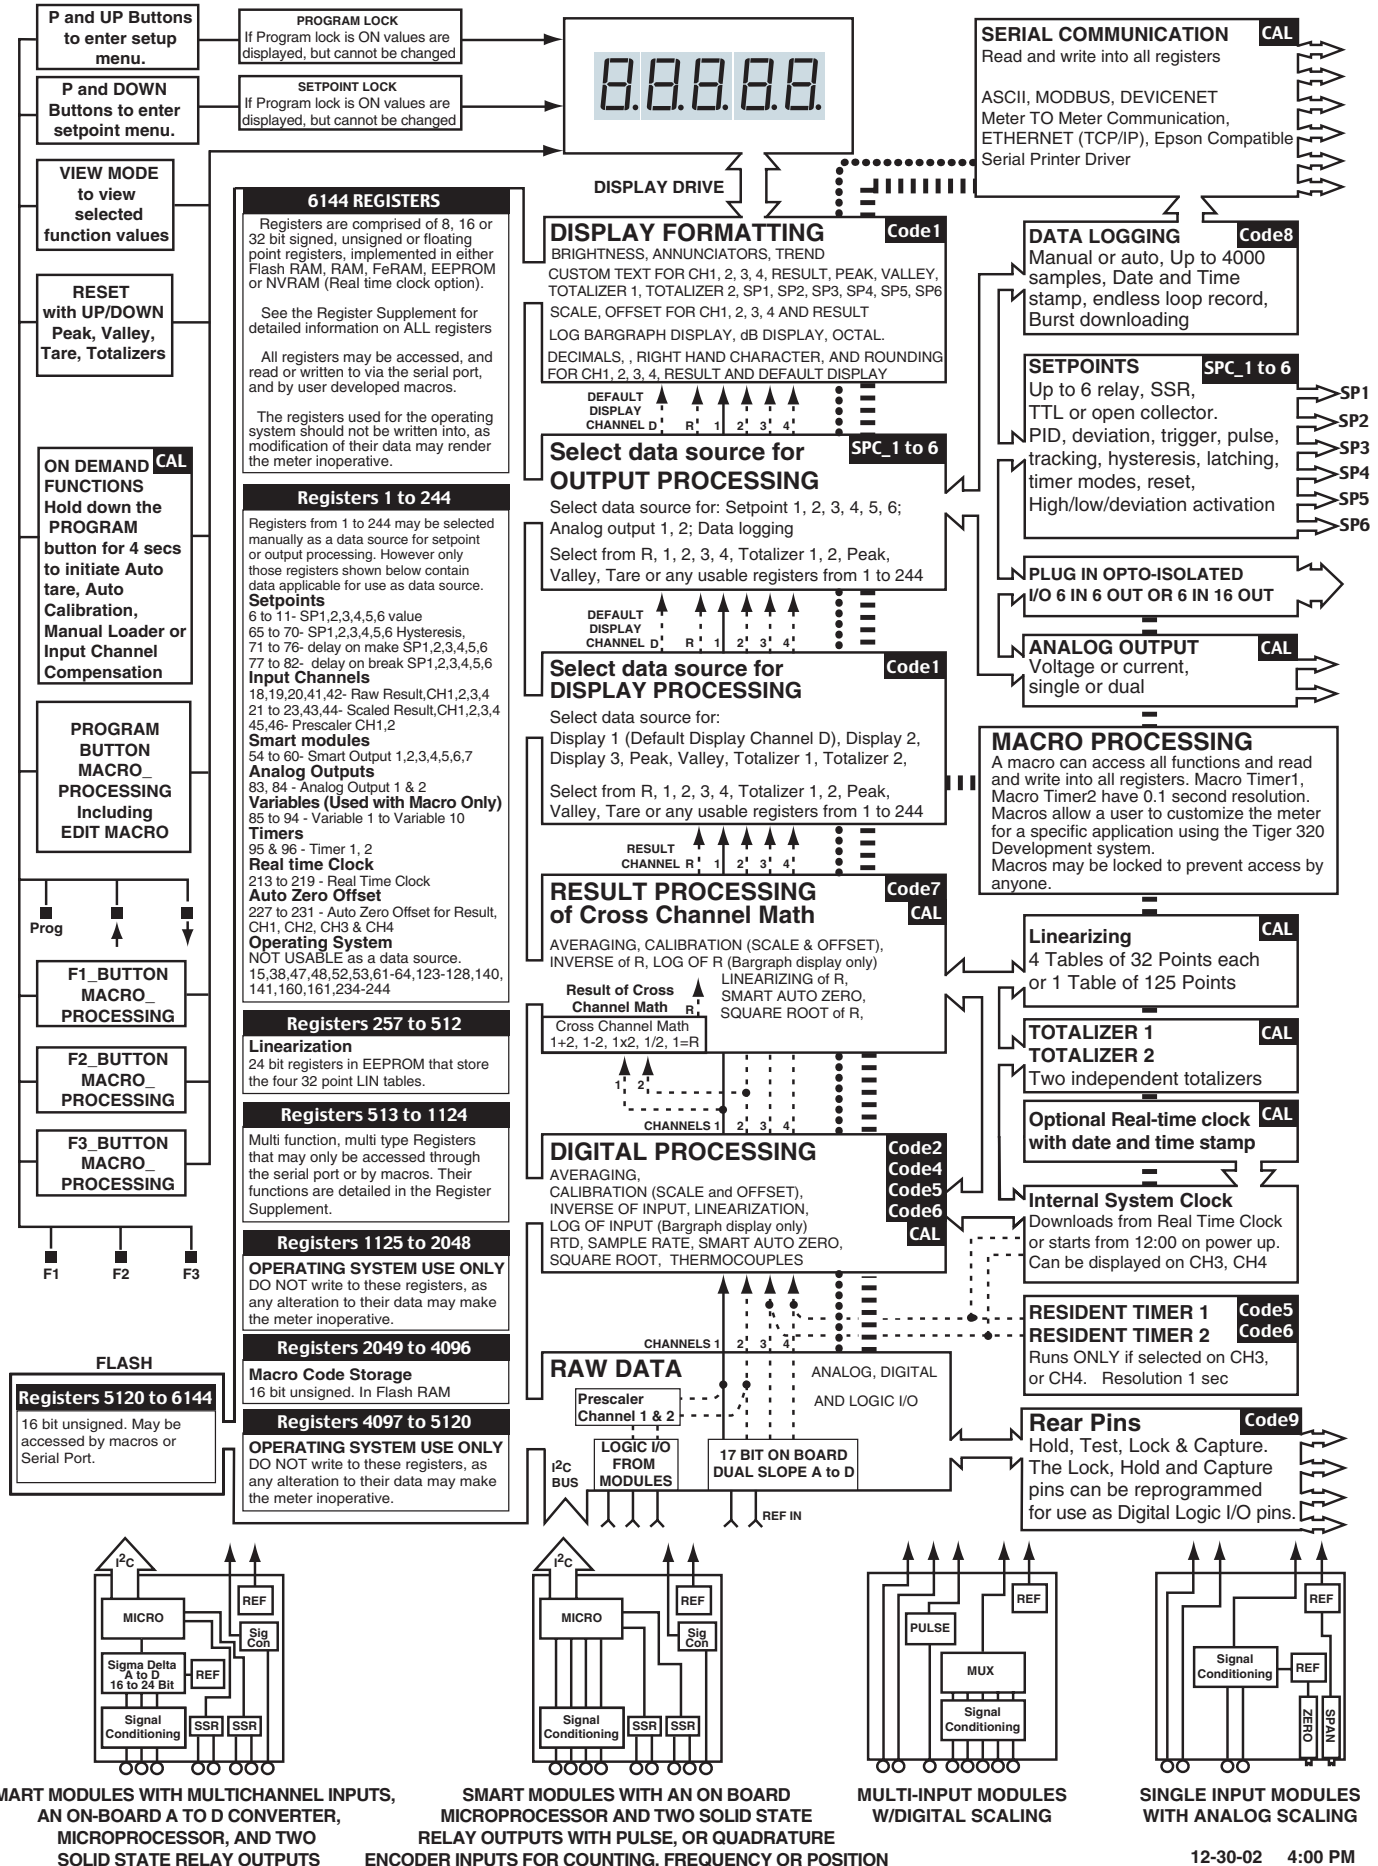 P and UP Buttons
to enter setup
menu.
PROGRAM LOCK
If Program lock is ON values are
displayed, but cannot be changed
P and DOWN
Buttons to enter
setpoint menu.
SETPOINT LOCK
If Program lock is ON values are
displayed, but cannot be changed
VIEW MODE
to view
selected
function values
RESET
with UP/DOWN
Peak, Valley,
Tare, Totalizers
ON DEMAND CAL
FUNCTIONS
Hold down the
PROGRAM
button for 4 secs
to initiate Auto
tare, Auto
Calibration,
Manual Loader or
Input Channel
Compensation
PROGRAM
BUTTON
MACRO_
PROCESSING
Including
EDIT MACRO
Prog
F1_BUTTON
MACRO_
PROCESSING
F2_BUTTON
MACRO_
PROCESSING
F3_BUTTON
MACRO_
PROCESSING
F1 F2 F3
FLASH
Registers 5120 to 6144
16 bit unsigned. May be
accessed by macros or
Serial Port.
6144 REGISTERS
Registers are comprised of 8, 16 or
32 bit signed, unsigned or floating
point registers, implemented in either
Flash RAM, RAM, FeRAM, EEPROM
or NVRAM (Real time clock option).
See the Register Supplement for
detailed information on ALL registers
All registers may be accessed, and
read or written to via the serial port,
and by user developed macros.
The registers used for the operating
system should not be written into, as
modification of their data may render
the meter inoperative.
Registers 1 to 244
Registers from 1 to 244 may be selected
manually as a data source for setpoint
or output processing. However only
those registers shown below contain
data applicable for use as data source.
Setpoints
6 to 11- SP1,2,3,4,5,6 value
65 to 70- SP1,2,3,4,5,6 Hysteresis,
71 to 76- delay on make SP1,2,3,4,5,6
77 to 82- delay on break SP1,2,3,4,5,6
Input Channels
18,19,20,41,42- Raw Result,CH1,2,3,4
21 to 23,43,44- Scaled Result,CH1,2,3,4
45,46- Prescaler CH1,2
Smart modules
54 to 60- Smart Output 1,2,3,4,5,6,7
Analog Outputs
83, 84 - Analog Output 1 & 2
Variables (Used with Macro Only)
85 to 94 - Variable 1 to Variable 10
Timers
95 & 96 - Timer 1, 2
Real time Clock
213 to 219 - Real Time Clock
Auto Zero Offset
227 to 231 - Auto Zero Offset for Result,
CH1, CH2, CH3 & CH4
Operating System
NOT USABLE as a data source.
15,38,47,48,52,53,61-64,123-128,140,
141,160,161,234-244
Registers 257 to 512
Linearization
24 bit registers in EEPROM that store
the four 32 point LIN tables.
Registers 513 to 1124
Multi function, multi type Registers
that may only be accessed through
the serial port or by macros. Their
functions are detailed in the Register
Supplement.
Registers 1125 to 2048
OPERATING SYSTEM USE ONLY
DO NOT write to these registers, as
any alteration to their data may make
the meter inoperative.
Registers 2049 to 4096
Macro Code Storage
16 bit unsigned. In Flash RAM
Registers 4097 to 5120
OPERATING SYSTEM USE ONLY
DO NOT write to these registers, as
any alteration to their data may make
the meter inoperative.
8.8.8.8.8.
DISPLAY DRIVE
DISPLAY FORMATTING Code1
BRIGHTNESS, ANNUNCIATORS, TREND
CUSTOM TEXT FOR CH1, 2, 3, 4, RESULT, PEAK, VALLEY,
TOTALIZER 1, TOTALIZER 2, SP1, SP2, SP3, SP4, SP5, SP6
SCALE, OFFSET FOR CH1, 2, 3, 4 AND RESULT
LOG BARGRAPH DISPLAY, dB DISPLAY, OCTAL.
DECIMALS, , RIGHT HAND CHARACTER, AND ROUNDING
FOR CH1, 2, 3, 4, RESULT AND DEFAULT DISPLAY
DEFAULT
DISPLAY
CHANNEL D R 1 2 3 4
Select data source for SPC_1 to 6
OUTPUT PROCESSING
Select data source for: Setpoint 1, 2, 3, 4, 5, 6;
Analog output 1, 2; Data logging
Select from R, 1, 2, 3, 4, Totalizer 1, 2, Peak,
Valley, Tare or any usable registers from 1 to 244
DEFAULT
DISPLAY
CHANNEL D R 1 2 3 4
Select data source for Code1
DISPLAY PROCESSING
Select data source for:
Display 1 (Default Display Channel D), Display 2,
Display 3, Peak, Valley, Totalizer 1, Totalizer 2,
Select from R, 1, 2, 3, 4, Totalizer 1, 2, Peak,
Valley, Tare or any usable registers from 1 to 244
RESULT
CHANNEL R 1 2 3 4
RESULT PROCESSING Code7
of Cross Channel Math CAL
AVERAGING, CALIBRATION (SCALE & OFFSET),
INVERSE of R, LOG OF R (Bargraph display only)
LINEARIZING of R,
SMART AUTO ZERO,
SQUARE ROOT of R,
Result of Cross
Channel Math R
Cross Channel Math
1+2, 1-2, 1x2, 1/2, 1=R
1 2
CHANNELS 1 2 3 4
DIGITAL PROCESSING Code2
Code4
Code5
Code6
CAL
AVERAGING,
CALIBRATION (SCALE and OFFSET),
INVERSE OF INPUT, LINEARIZATION,
LOG OF INPUT (Bargraph display only)
RTD, SAMPLE RATE, SMART AUTO ZERO,
SQUARE ROOT, THERMOCOUPLES
CHANNELS 1 2 3 4
RAW DATA
ANALOG, DIGITAL
AND LOGIC I/O
Prescaler
Channel 1 & 2
LOGIC I/O
FROM
MODULES
17 BIT ON BOARD
DUAL SLOPE A to D
I2C
BUS
REF IN
SERIAL COMMUNICATION CAL
Read and write into all registers
ASCII, MODBUS, DEVICENET
Meter TO Meter Communication,
ETHERNET (TCP/IP), Epson Compatible
Serial Printer Driver
DATA LOGGING Code8
Manual or auto, Up to 4000
samples, Date and Time
stamp, endless loop record,
Burst downloading
SETPOINTS SPC_1 to 6
Up to 6 relay, SSR,
TTL or open collector.
PID, deviation, trigger, pulse,
tracking, hysteresis, latching,
timer modes, reset,
High/low/deviation activation
SP1
SP2
SP3
SP4
SP5
SP6
PLUG IN OPTO-ISOLATED
I/O 6 IN 6 OUT OR 6 IN 16 OUT
ANALOG OUTPUT CAL
Voltage or current,
single or dual
MACRO PROCESSING
A macro can access all functions and read
and write into all registers. Macro Timer1,
Macro Timer2 have 0.1 second resolution.
Macros allow a user to customize the meter
for a specific application using the Tiger 320
Development system.
Macros may be locked to prevent access by
anyone.
Linearizing CAL
4 Tables of 32 Points each
or 1 Table of 125 Points
TOTALIZER 1 CAL
TOTALIZER 2
Two independent totalizers
Optional Real-time clock CAL
with date and time stamp
Internal System Clock
Downloads from Real Time Clock
or starts from 12:00 on power up.
Can be displayed on CH3, CH4
RESIDENT TIMER 1 Code5
RESIDENT TIMER 2 Code6
Runs ONLY if selected on CH3,
or CH4. Resolution 1 sec
Rear Pins Code9
Hold, Test, Lock & Capture.
The Lock, Hold and Capture
pins can be reprogrammed
for use as Digital Logic I/O pins.
I2C
MICRO
REF
Sig
Con
Sigma Delta
A to D
16 to 24 Bit
REF
Signal
Conditioning
SSR SSR
MART MODULES WITH MULTICHANNEL INPUTS,
AN ON-BOARD A TO D CONVERTER,
MICROPROCESSOR, AND TWO
SOLID STATE RELAY OUTPUTS
I2C
MICRO
REF
Sig
Con
Signal
Conditioning
SSR SSR
SMART MODULES WITH AN ON BOARD
MICROPROCESSOR AND TWO SOLID STATE
RELAY OUTPUTS WITH PULSE, OR QUADRATURE
ENCODER INPUTS FOR COUNTING, FREQUENCY OR POSITION
PULSE
REF
MUX
Signal
Conditioning
MULTI-INPUT MODULES
W/DIGITAL SCALING
REF
Signal
Conditioning
REF
ZERO
SPAN
SINGLE INPUT MODULES
WITH ANALOG SCALING
12-30-02 4:00 PM